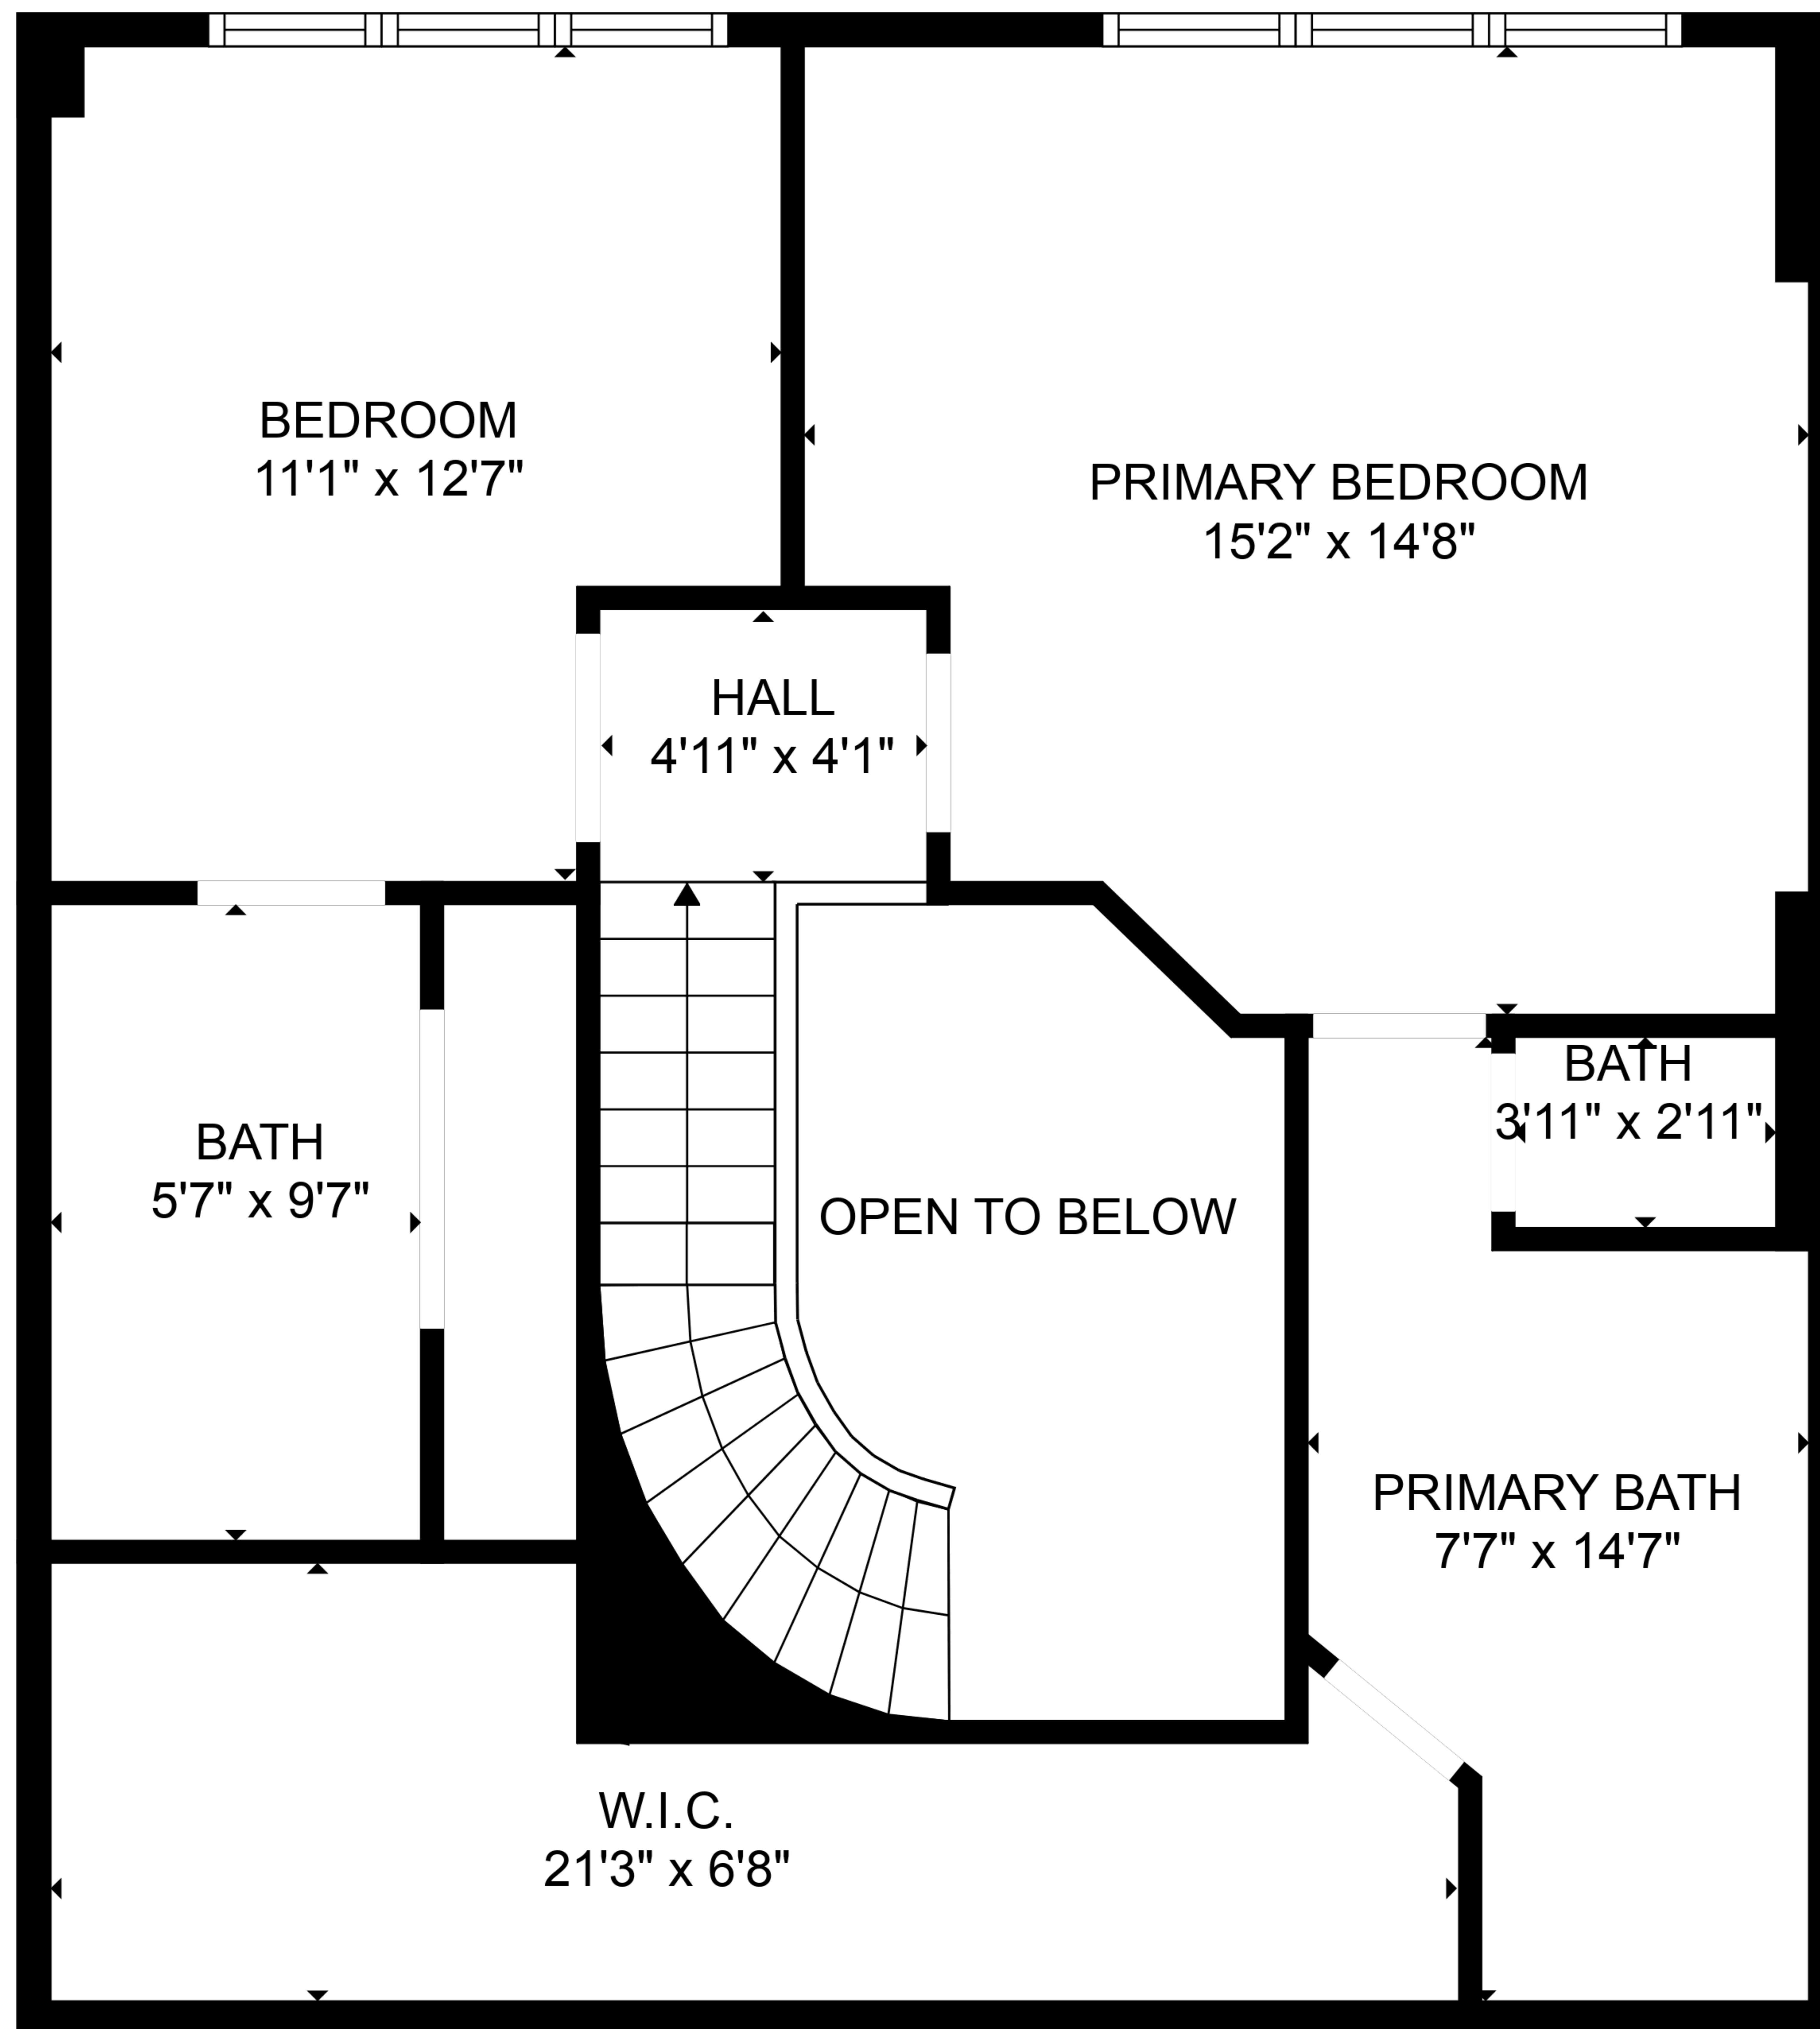 BEDROOM
11'1" x 12'7"
PRIMARY BEDROOM
15'2" x 14'8"
HALL
4'11" x 4'1"
BATH
3'11" x 2'11"
BATH
5'7" x 9'7"
OPEN TO BELOW
PRIMARY BATH
7'7" x 14'7"
W.I.C.
21'3" x 6'8"